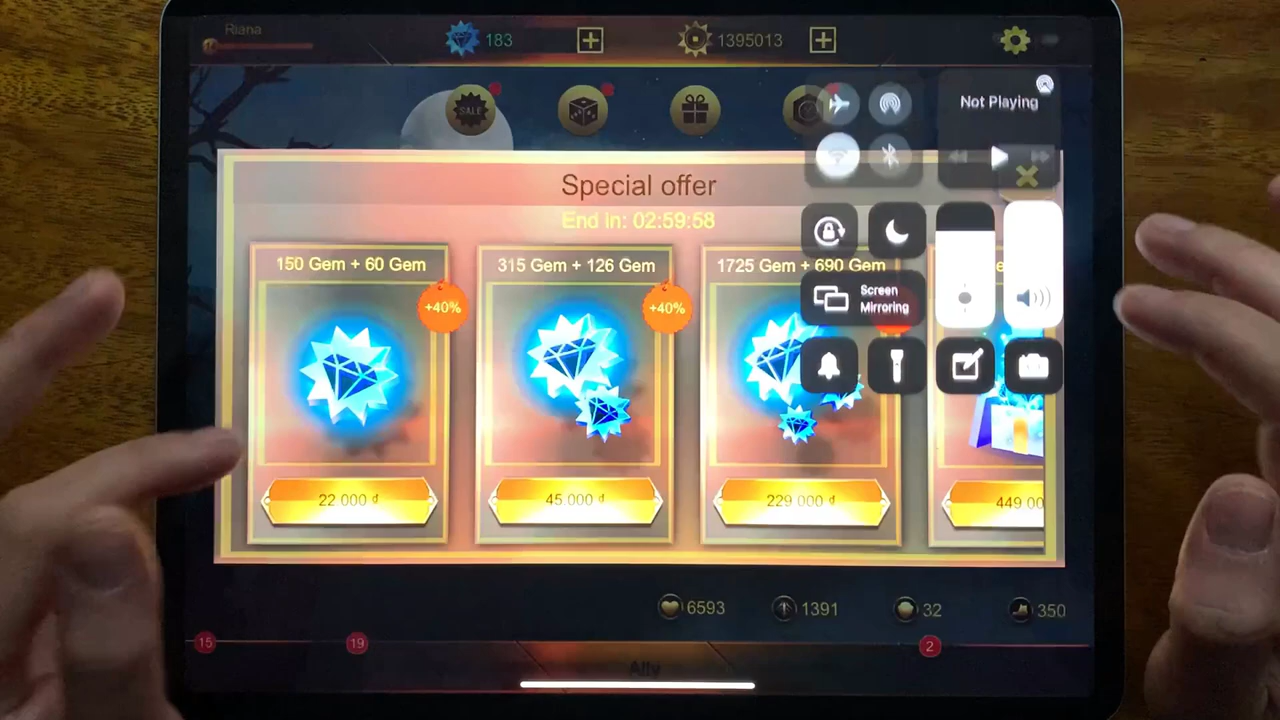 Riana
183
1395013
SALE
Not Playing
Special offer
End in: 02:59:58
150 Gem + 60 Gem
315 Gem + 126 Gem
1725 Gem + 690 Gem
+40%
+40%
Screen
Mirroring
22.000 ₫
45.000 ₫
229.000 ₫
449.00
6593
1391
32
350
15
19
2
Ally